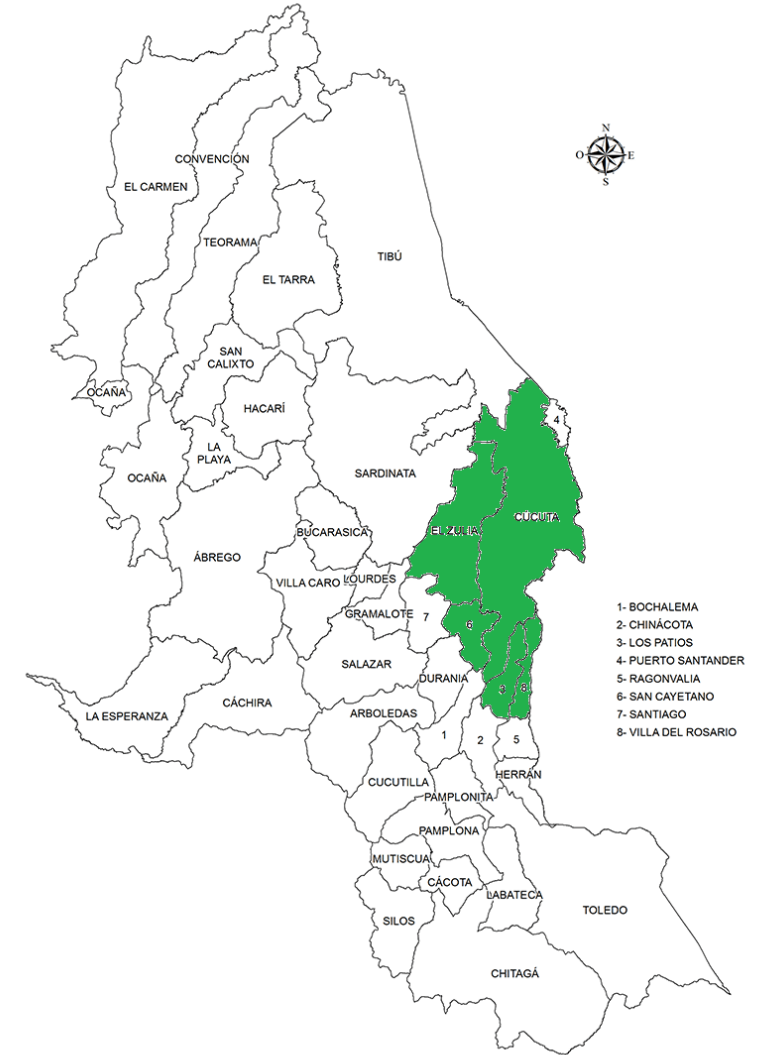 N
O E
S
CONVENCIÓN
EL CARMEN
TEORAMA
TIBÚ
EL TARRA
SAN
CALIXTO
OCAÑA
HACARÍ
4
LA
PLAYA
OCAÑA
SARDINATA
CÚCUTA
EL ZULIA
BUCARASICA
ÁBREGO
VILLA CARO
LOURDES
GRAMALOTE
7
6
SALAZAR
DURANIA
3
8
LA ESPERANZA
CÁCHIRA
ARBOLEDAS
1
2
5
HERRÁN
CUCUTILLA
PAMPLONITA
PAMPLONA
MUTISCUA
CÁCOTA
LABATECA
TOLEDO
SILOS
CHITAGÁ
1- BOCHALEMA
2- CHINÁCOTA
3- LOS PATIOS
4- PUERTO SANTANDER
5- RAGONVALIA
6- SAN CAYETANO
7- SANTIAGO
8- VILLA DEL ROSARIO